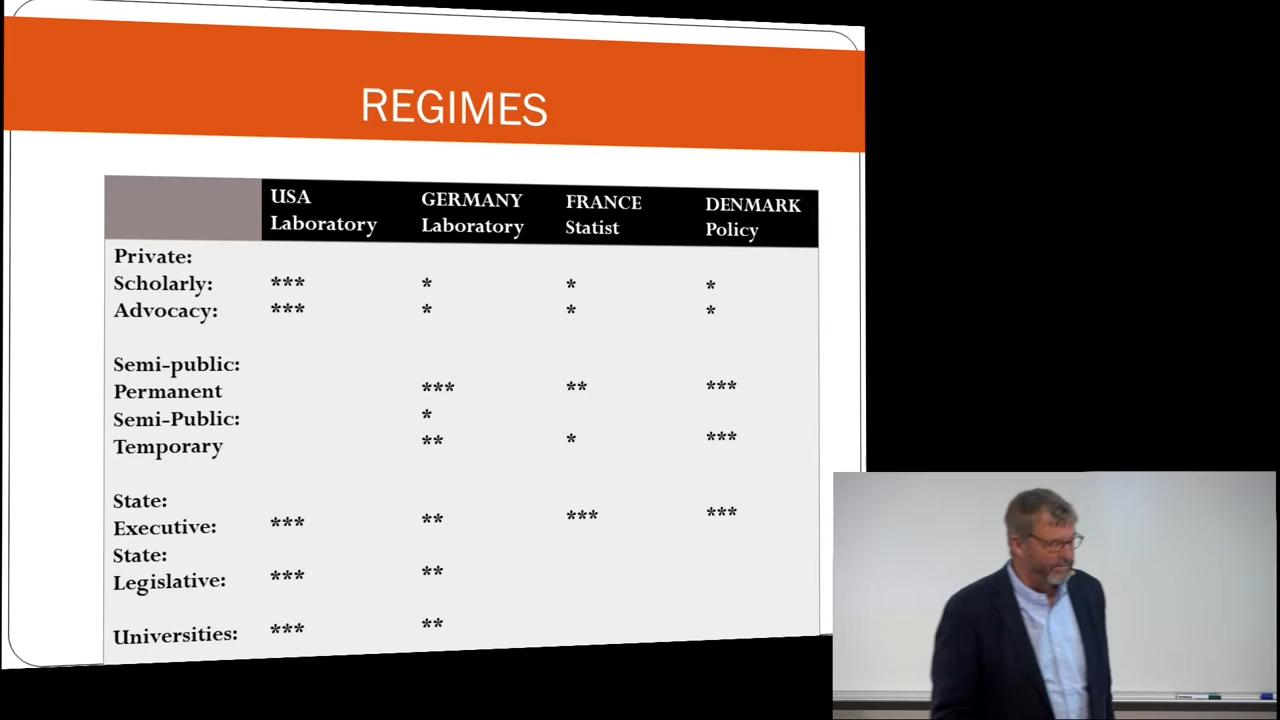 REGIMES
USA GERMANY FRANCE DENMARK
Laboratory Laboratory Statist Policy
Private:
Scholarly: *** * * *
Advocacy: *** * * *
Semi-public:
Permanent *** ** ***
Semi-Public: *
Temporary ** * ***
State:
Executive: *** ** *** ***
State:
Legislative: *** **
Universities: *** **